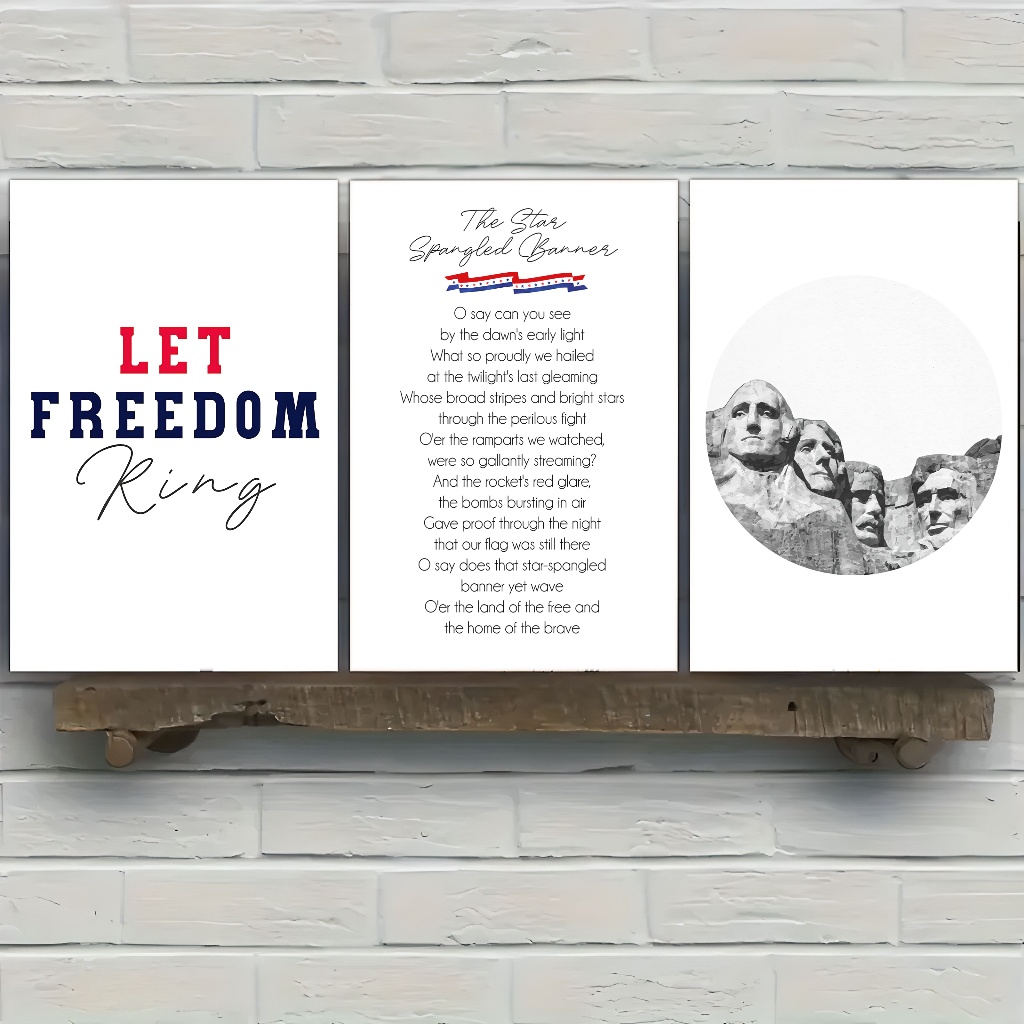 LET
FREEDOM
Ring
The Star
Spangled Banner
O say can you see
by the dawn's early light
What so proudly we hailed
at the twilight's last gleaming
Whose broad stripes and bright stars
through the perilous fight
O'er the ramparts we watched,
were so gallantly streaming?
And the rocket's red glare,
the bombs bursting in air
Gave proof through the night
that our flag was still there
O say does that star-spangled
banner yet wave
O'er the land of the free and
the home of the brave